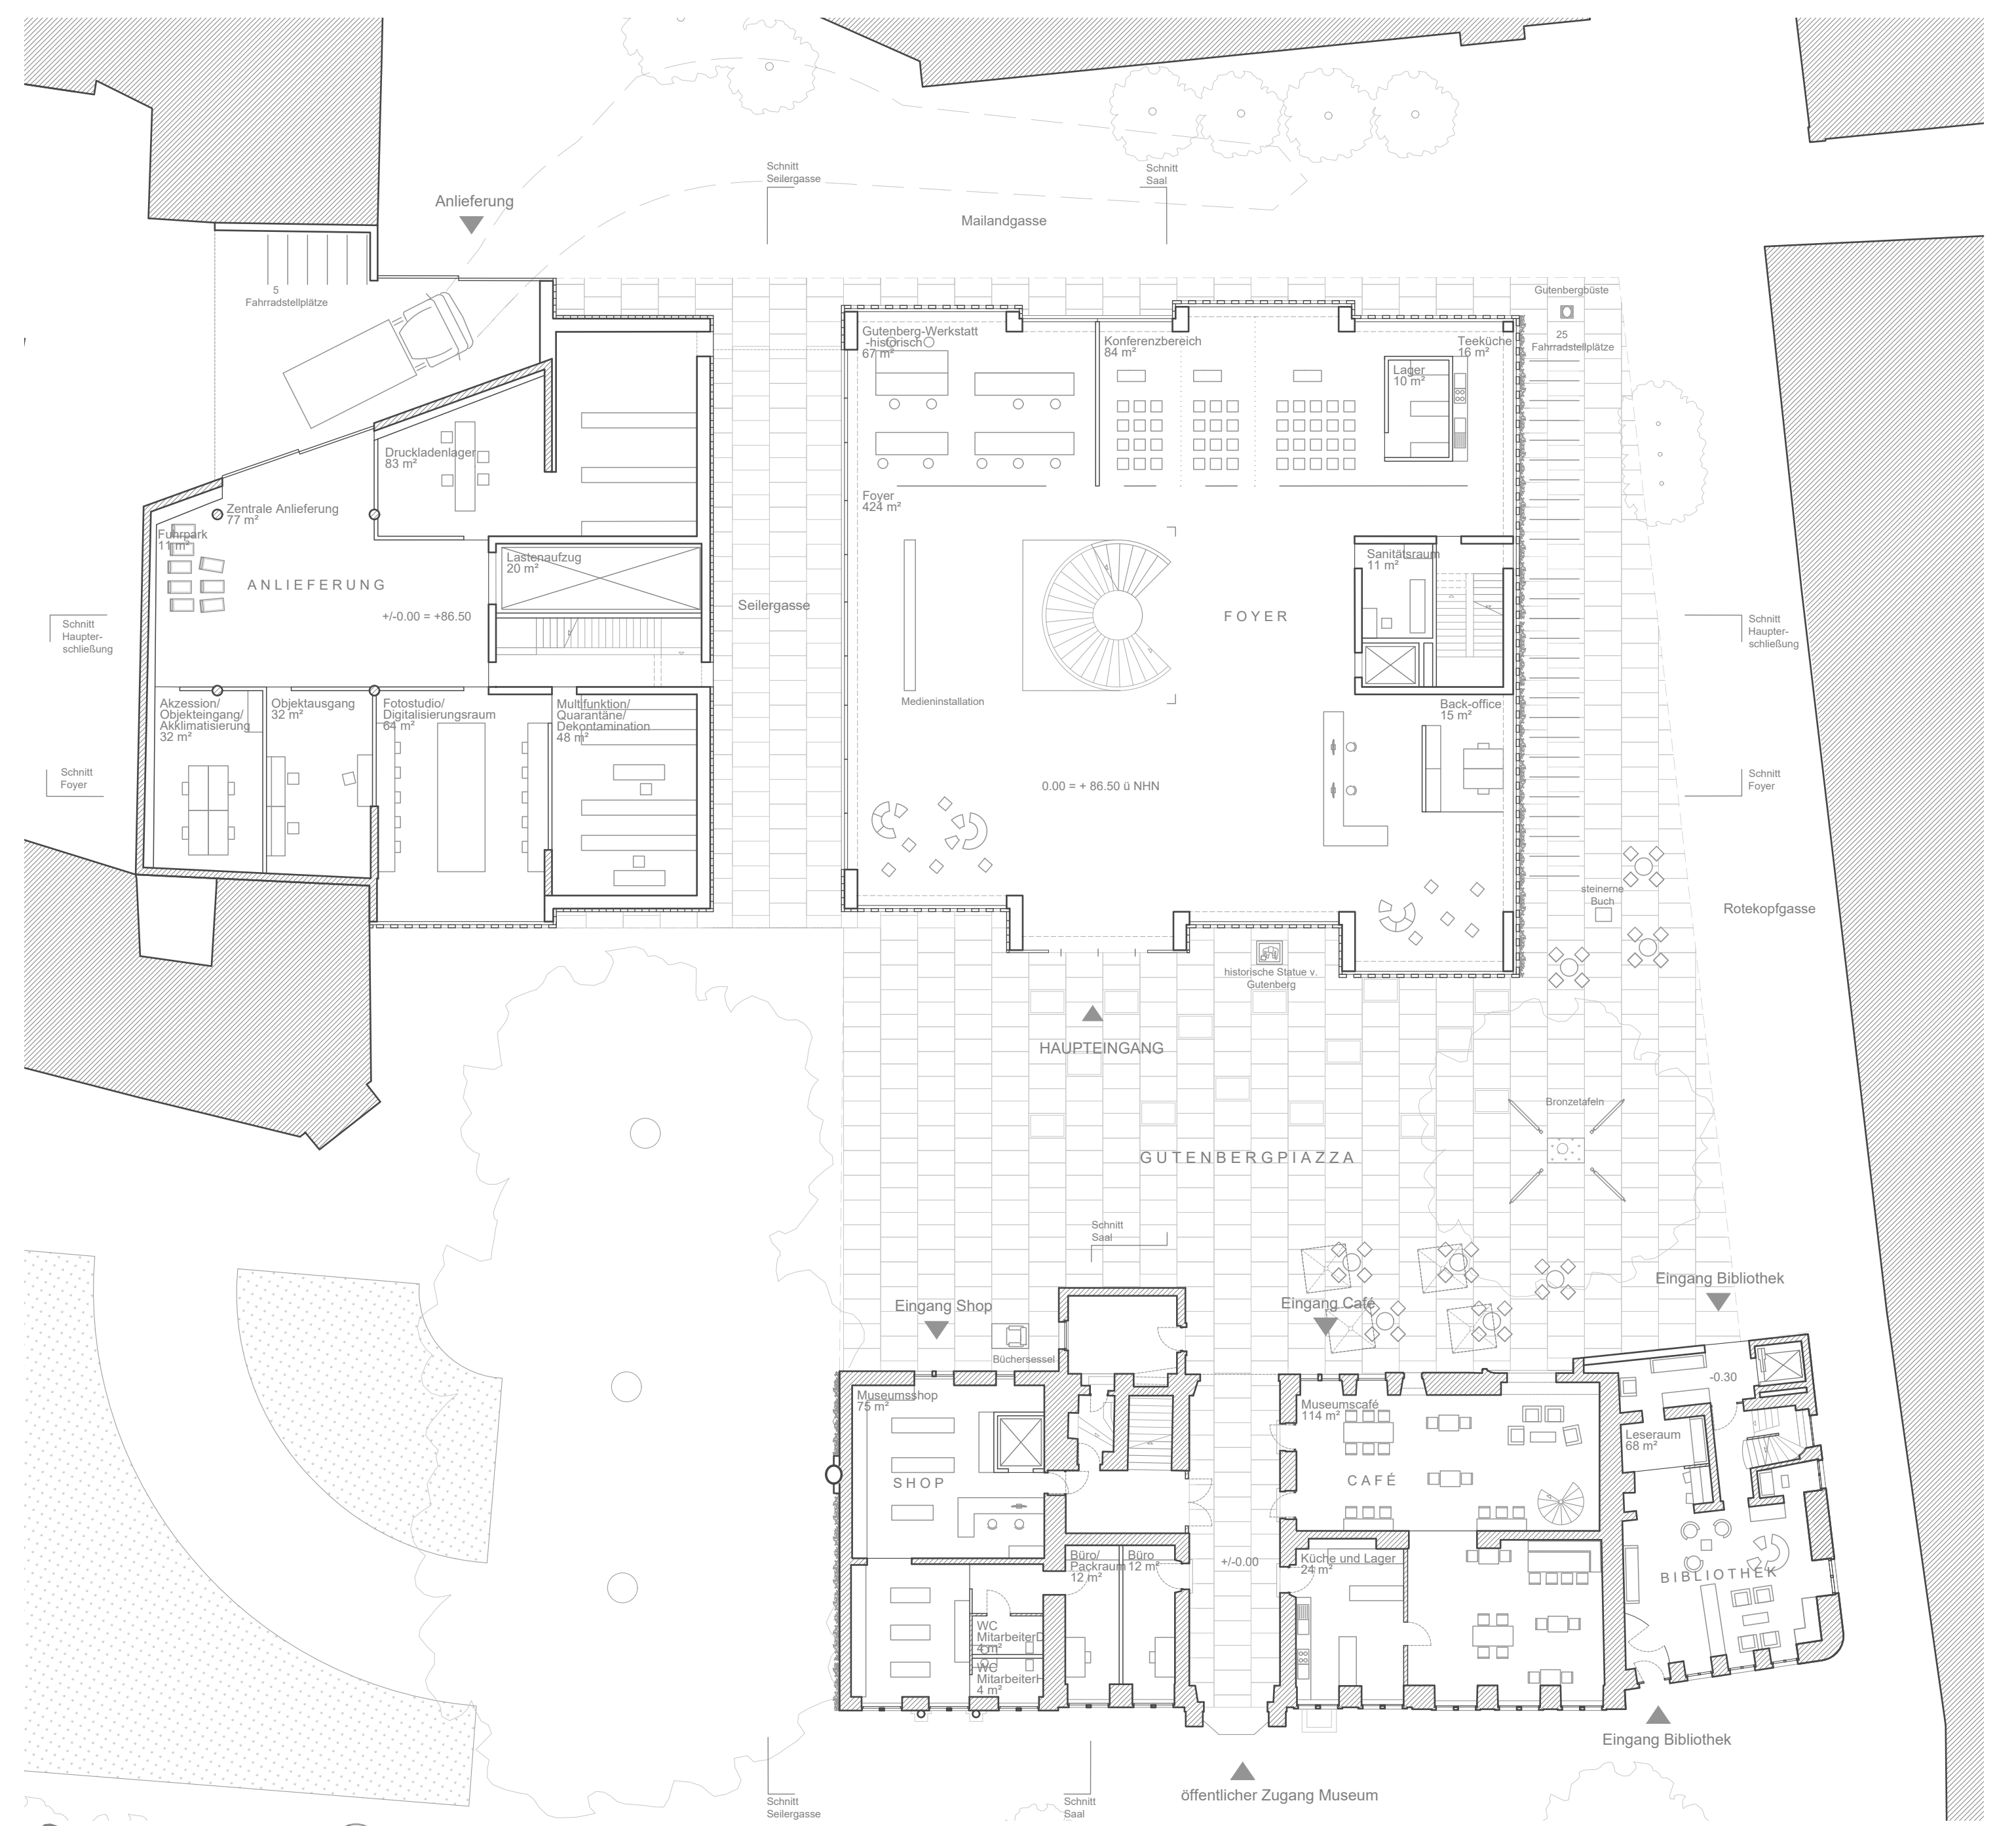 Schnitt
Seilergasse
Schnitt
Saal
Anlieferung
Mailandgasse
5
Fahrradstellplätze
Gutenbergbüste
25
Fahrradstellplätze
Gutenberg-Werkstatt
-historisch
67 m²
Konferenzbereich
84 m²
Teeküche
16 m²
Lager
10 m²
Druckladenlager
83 m²
Foyer
424 m²
Zentrale Anlieferung
77 m²
Fuhrpark
11 m²
Lastenaufzug
20 m²
Sanitätsraum
11 m²
ANLIEFERUNG
+/-0.00 = +86.50
Seilergasse
FOYER
Schnitt
Haupter-
schließung
Schnitt
Haupter-
schließung
Akzession/
Objekteingang/
Akklimatisierung
32 m²
Objektausgang
32 m²
Fotostudio/
Digitalisierungsraum
64 m²
Multifunktion/
Quarantäne/
Dekontamination
48 m²
Medieninstallation
Back-office
15 m²
Schnitt
Foyer
0.00 = + 86.50 ü NHN
Schnitt
Foyer
steinerne
Buch
Rotekopfgasse
historische Statue v.
Gutenberg
HAUPTEINGANG
Bronzetafeln
GUTENBERGPIAZZA
Schnitt
Saal
Eingang Shop
Eingang Café
Eingang Bibliothek
Büchersessel
-0.30
Museumsshop
75 m²
Museumscafé
114 m²
Leseraum
68 m²
SHOP
CAFÉ
Büro/
Packraum
12 m²
Büro
12 m²
+/-0.00
Küche und Lager
24 m²
BIBLIOTHEK
WC
MitarbeiterD
4 m²
WC
MitarbeiterH
4 m²
Eingang Bibliothek
öffentlicher Zugang Museum
Schnitt
Seilergasse
Schnitt
Saal